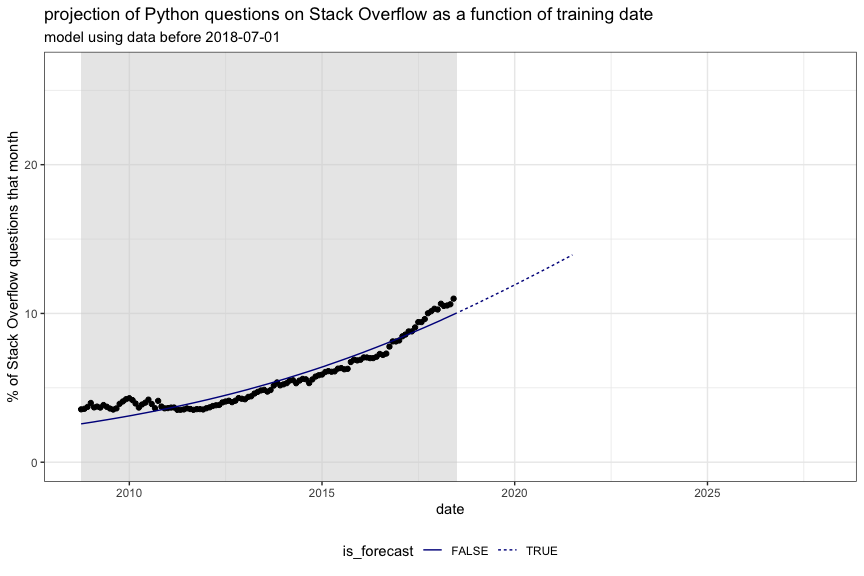 projection of Python questions on Stack Overflow as a function of training date
model using data before 2018-07-01
% of Stack Overflow questions that month
20
10
0
2010
2015
2020
2025
date
is_forecast
FALSE
TRUE